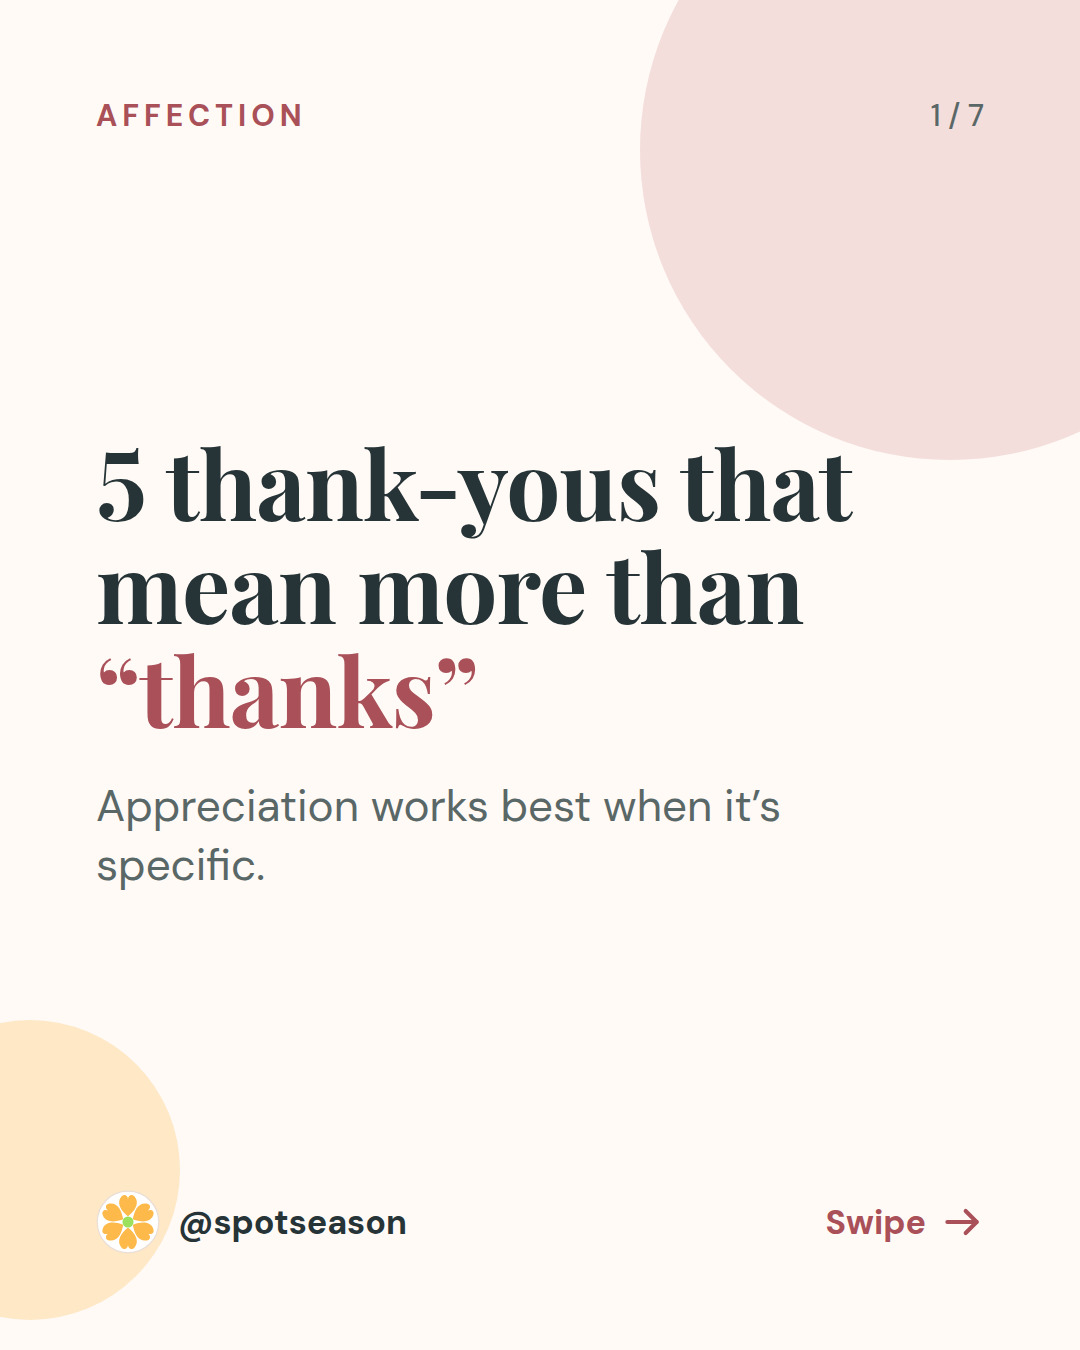 AFFECTION
1 / 7
5 thank-yous that
mean more than
“thanks”
Appreciation works best when it’s
specific.
@spotseason
Swipe →